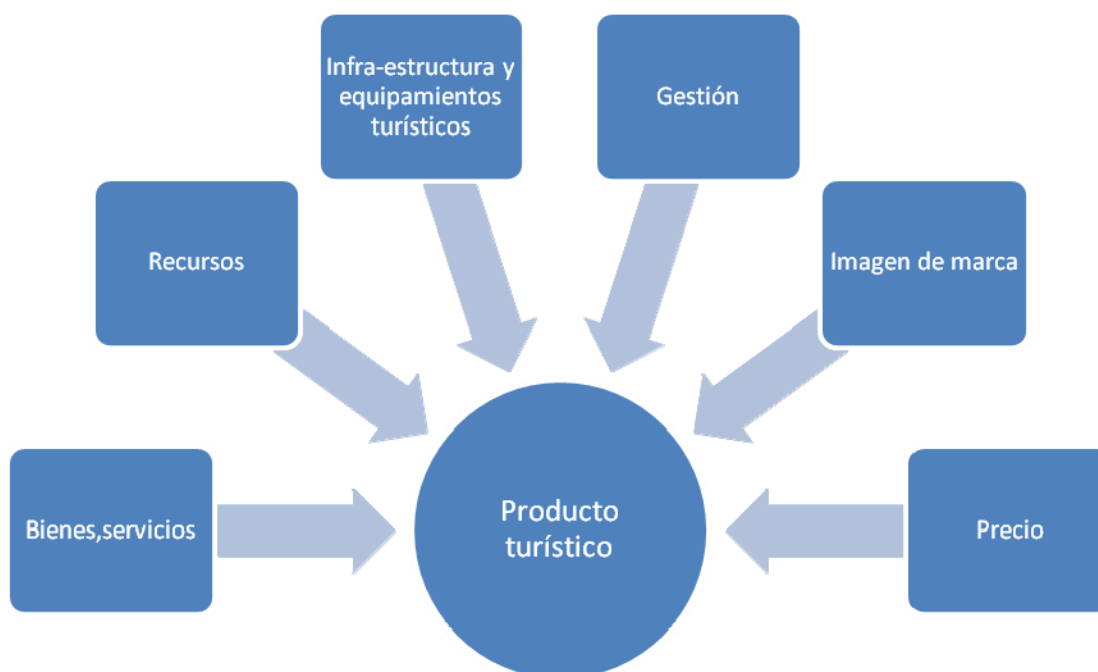 Infra-estructura y
equipamientos
turísticos
Gestión
Recursos
Imagen de marca
Bienes,servicios
Producto
turístico
Precio